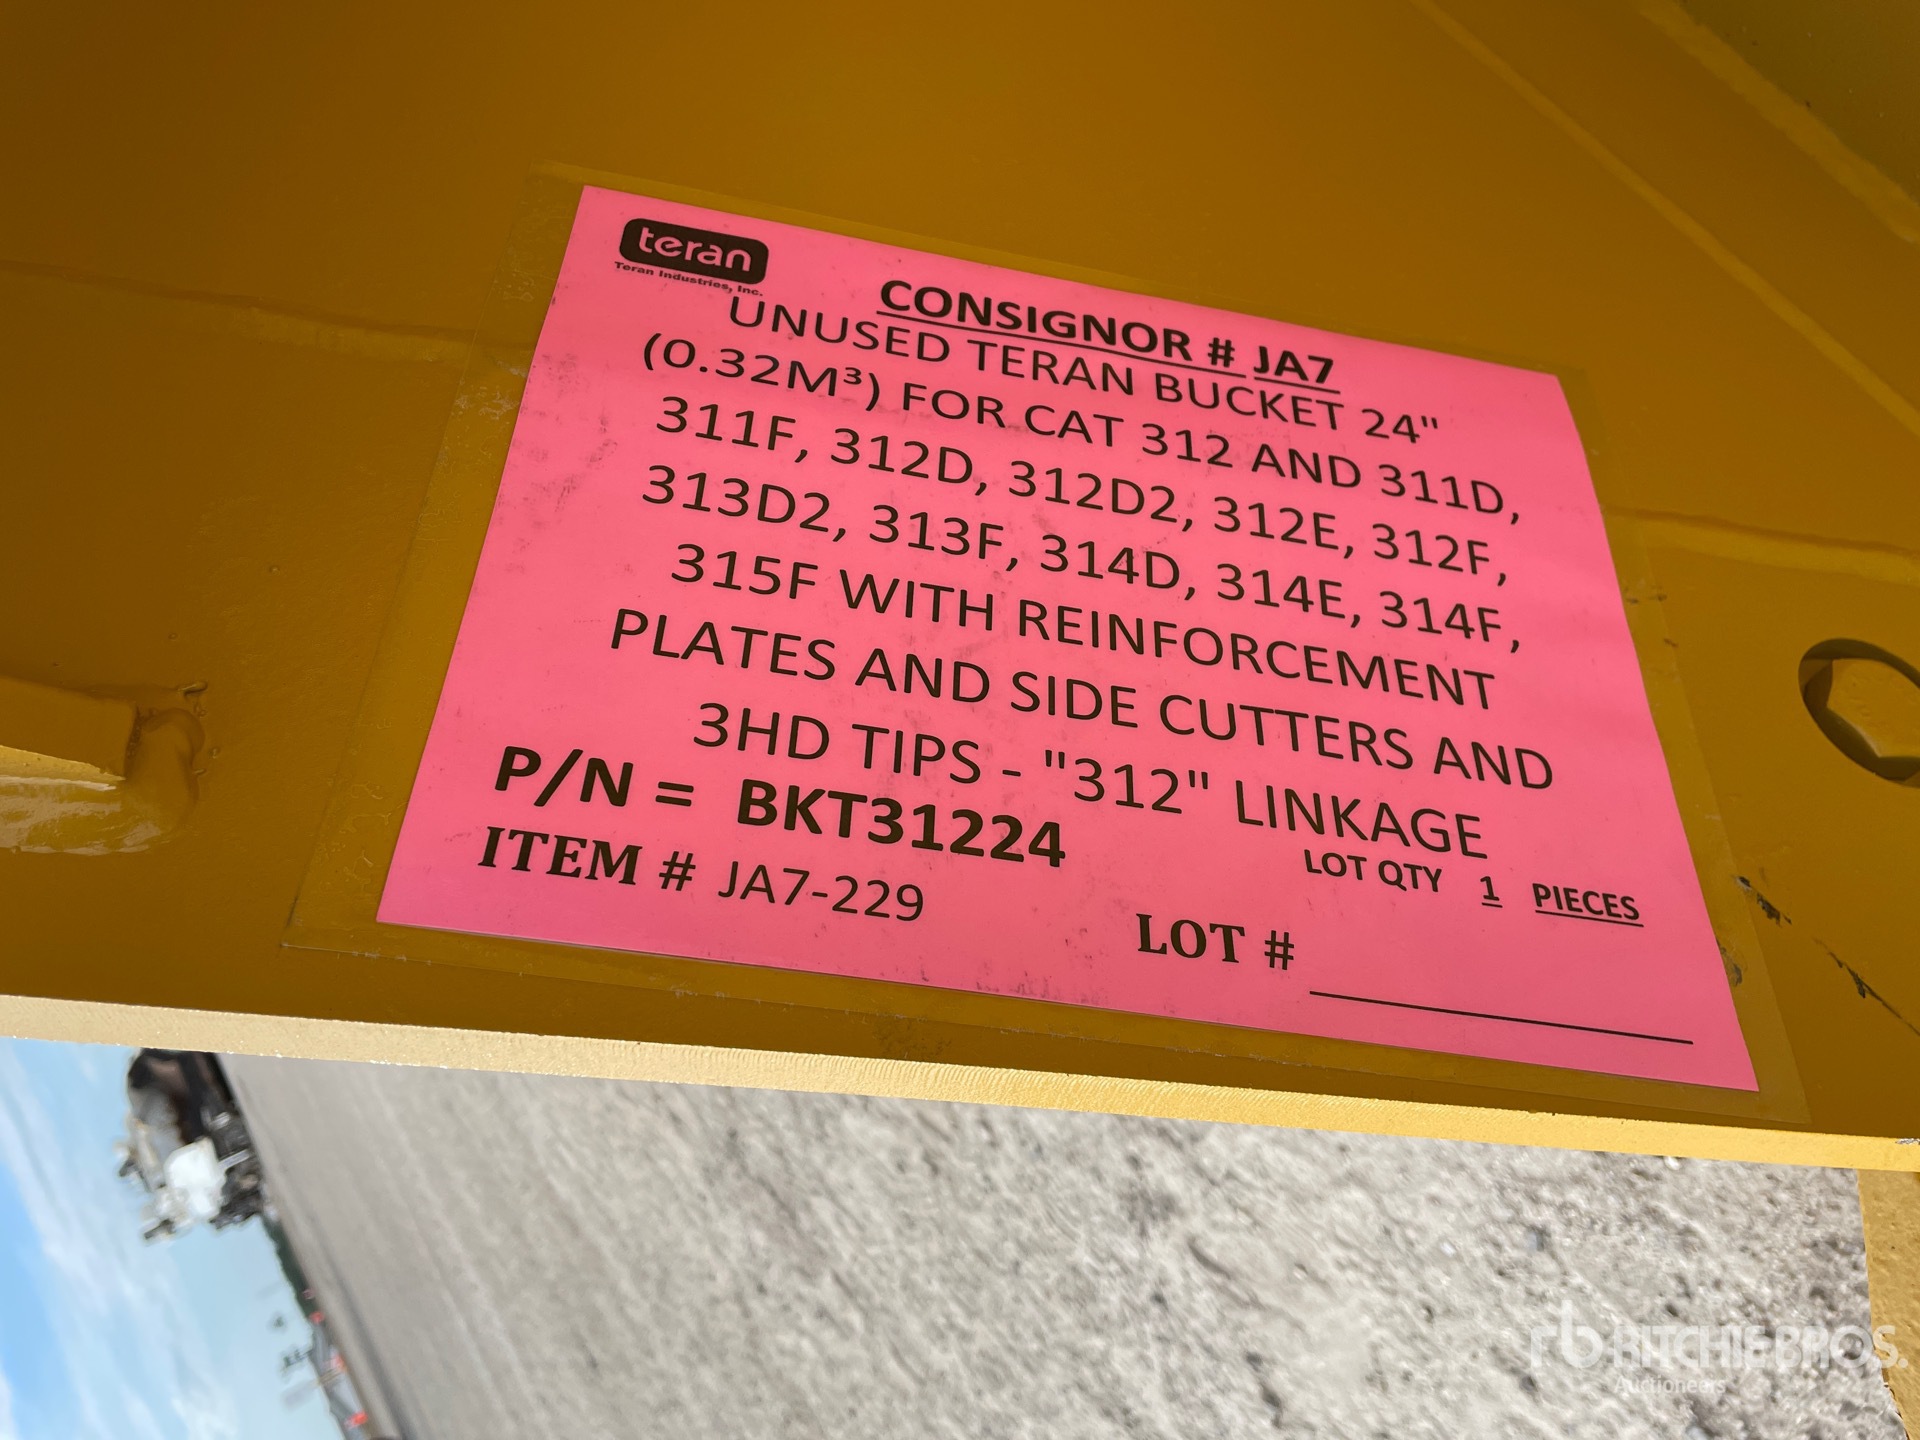 teran
Teran Industries, Inc.
CONSIGNOR # JA7
UNUSED TERAN BUCKET 24"
(0.32M³) FOR CAT 312 AND 311D,
311F, 312D, 312D2, 312E, 312F,
313D2, 313F, 314D, 314E, 314F,
315F WITH REINFORCEMENT
PLATES AND SIDE CUTTERS AND
3HD TIPS - "312" LINKAGE
P/N = BKT31224
LOT QTY 1 PIECES
ITEM # JA7-229
LOT #
rb RITCHIE BROS.
Auctioneers